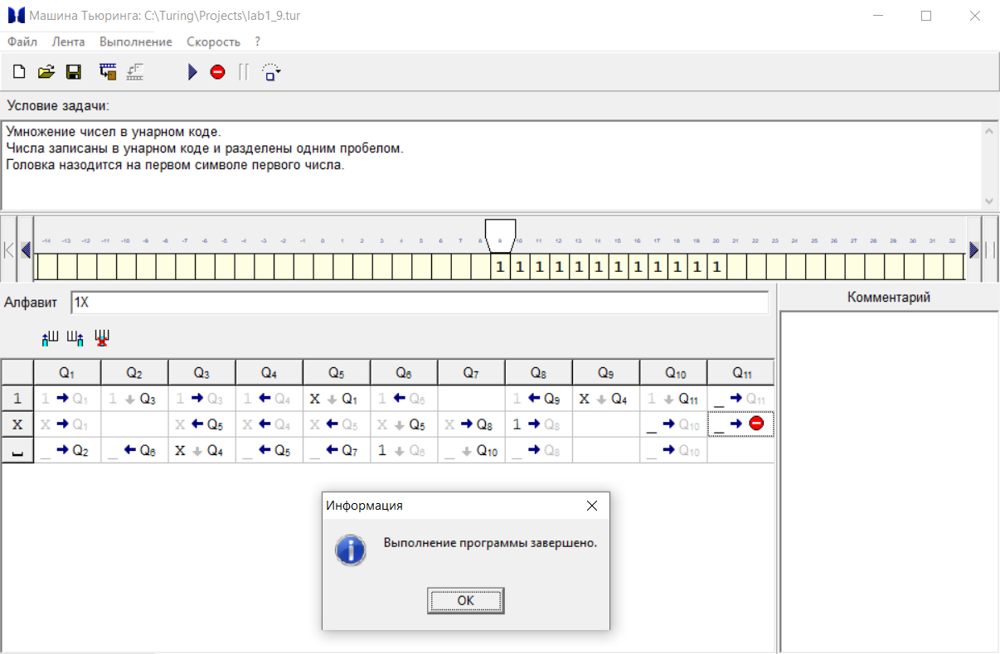 Машина Тьюринга: C:\Turing\Projects\lab1_9.tur
Файл Лента Выполнение Скорость ?
Условие задачи:
Умножение чисел в унарном коде.
Числа записаны в унарном коде и разделены одним пробелом.
Головка назодится на первом символе первого числа.
-14 -13 -12 -11 -10 -9 -8 -7 -6 -5 -4 -3 -2 -1 0 1 2 3 4 5 6 7 8 9 10 11 12 13 14 15 16 17 18 19 20 21 22 23 24 25 26 27 28 29 30 31 32
1 1 1 1 1 1 1 1 1 1 1 1
Алфавит 1X
Комментарий
Q1 Q2 Q3 Q4 Q5 Q6 Q7 Q8 Q9 Q10 Q11
1 1 → Q1 1 ↓ Q3 1 → Q3 1 ← Q4 X ↓ Q1 1 ← Q6 1 ← Q9 X ↓ Q4 1 ↓ Q11 _ → Q11
X X → Q1 X ← Q5 X ← Q4 X ← Q5 X ↓ Q5 X → Q8 1 → Q8 _ → Q10 _ →
_ → Q2 _ ← Q6 X ↓ Q4 _ ← Q5 _ ← Q7 1 ↓ Q6 _ ↓ Q10 _ → Q8 _ → Q10
Информация
Выполнение программы завершено.
OK